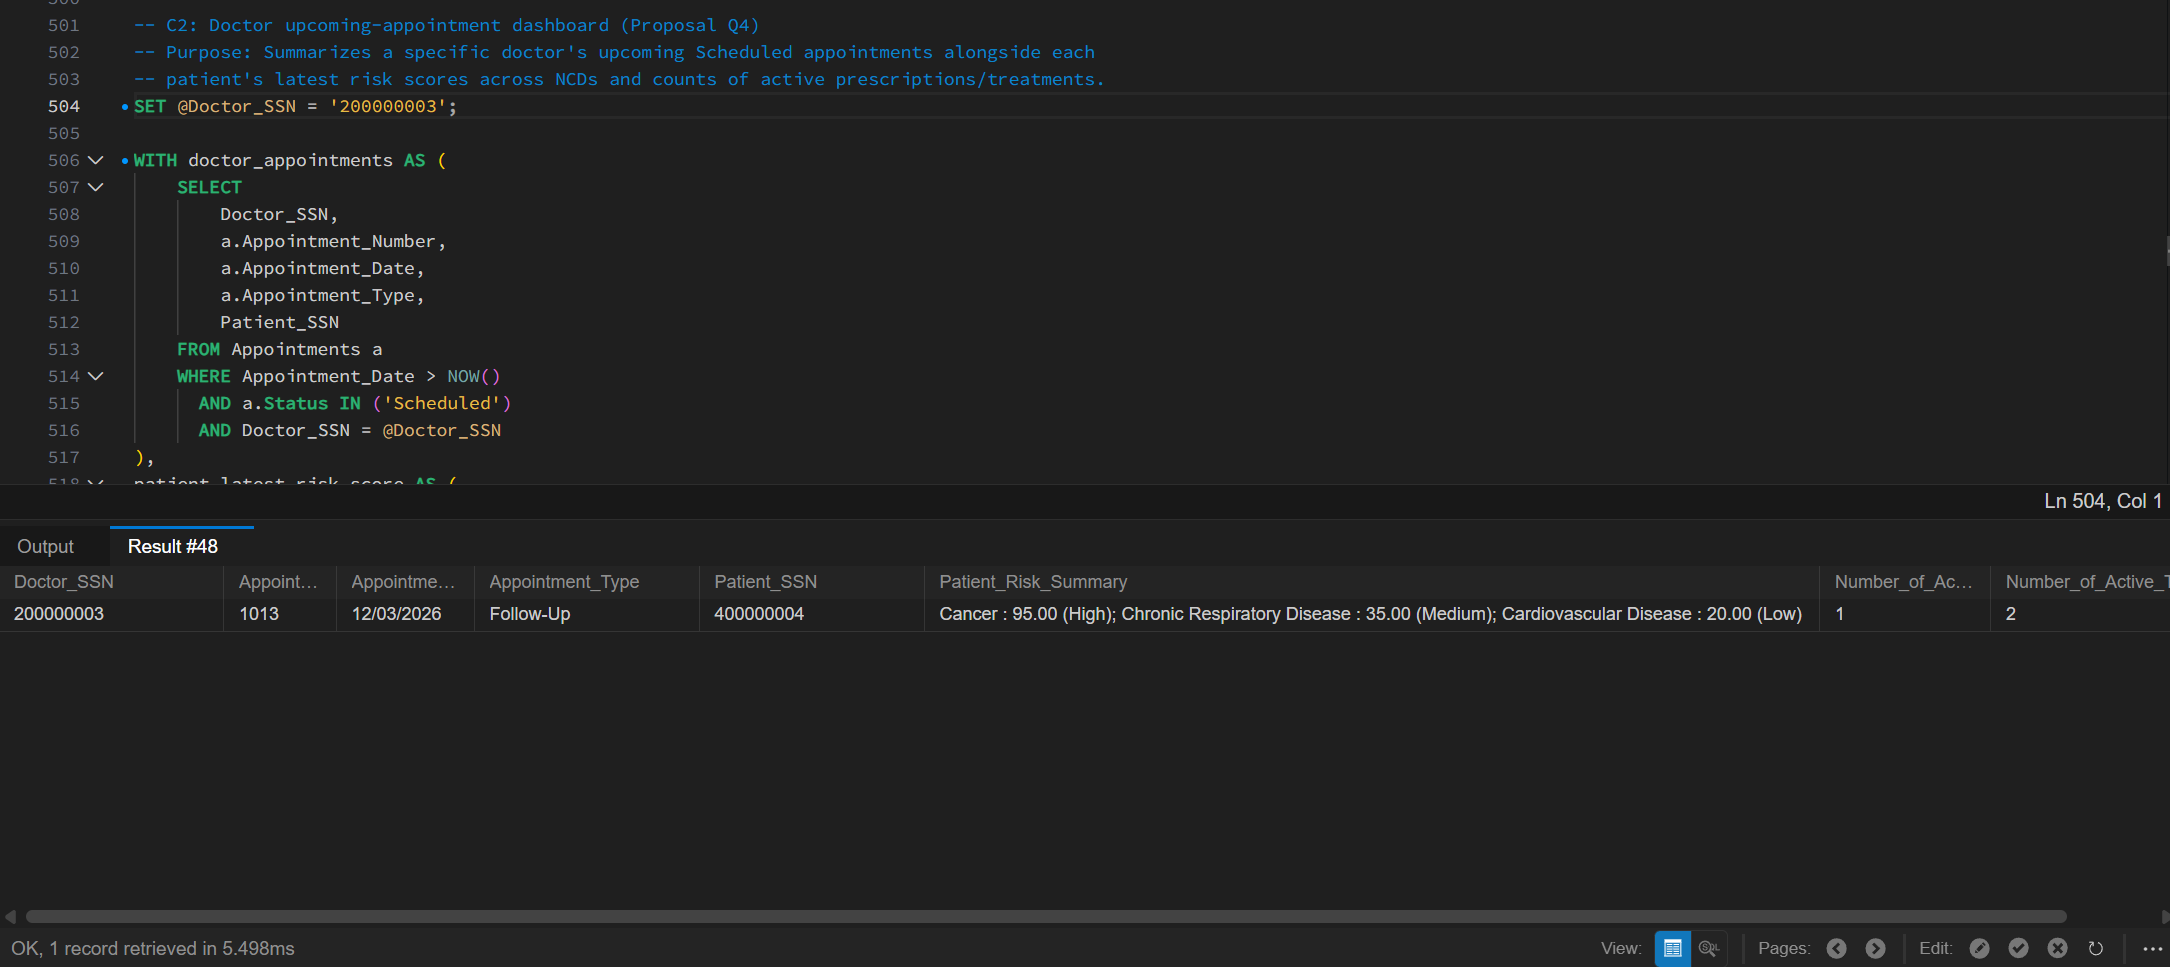 501 -- C2: Doctor upcoming-appointment dashboard (Proposal Q4)
502 -- Purpose: Summarizes a specific doctor's upcoming Scheduled appointments alongside each
503 -- patient's latest risk scores across NCDs and counts of active prescriptions/treatments.
504 SET @Doctor_SSN = '200000003';
505
506 WITH doctor_appointments AS (
507 SELECT
508 Doctor_SSN,
509 a.Appointment_Number,
510 a.Appointment_Date,
511 a.Appointment_Type,
512 Patient_SSN
513 FROM Appointments a
514 WHERE Appointment_Date > NOW()
515 AND a.Status IN ('Scheduled')
516 AND Doctor_SSN = @Doctor_SSN
517 ),
518 patient_latest_risk_score AS (
Ln 504, Col 1
Output Result #48
Doctor_SSN Appoint... Appointme... Appointment_Type Patient_SSN Patient_Risk_Summary Number_of_Ac... Number_of_Active_T
200000003 1013 12/03/2026 Follow-Up 400000004 Cancer : 95.00 (High); Chronic Respiratory Disease : 35.00 (Medium); Cardiovascular Disease : 20.00 (Low) 1 2
OK, 1 record retrieved in 5.498ms View: SQL Pages: Edit: